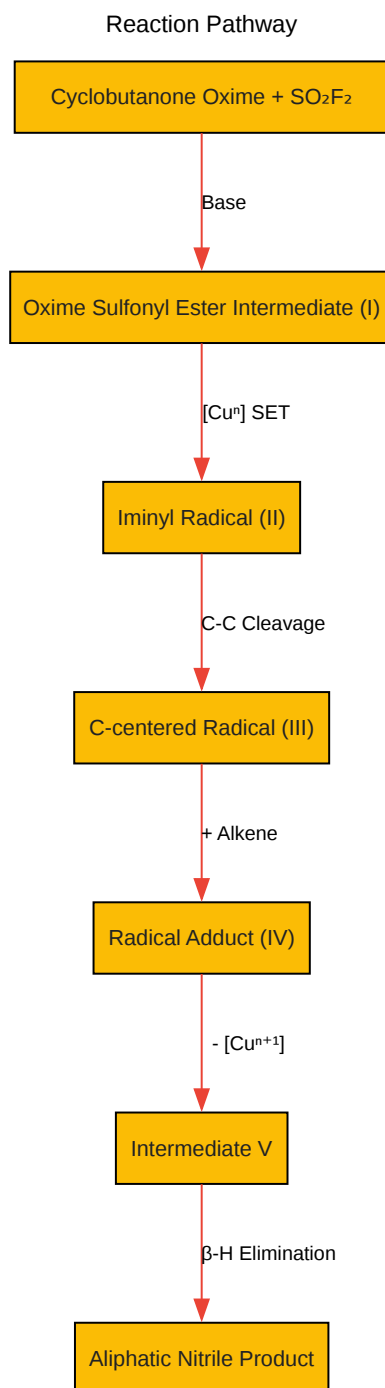 Reaction Pathway
Cyclobutanone Oxime + SO₂F₂
Base
Oxime Sulfonyl Ester Intermediate (I)
[Cuⁿ] SET
Iminyl Radical (II)
C-C Cleavage
C-centered Radical (III)
+ Alkene
Radical Adduct (IV)
- [Cuⁿ⁺¹]
Intermediate V
β-H Elimination
Aliphatic Nitrile Product